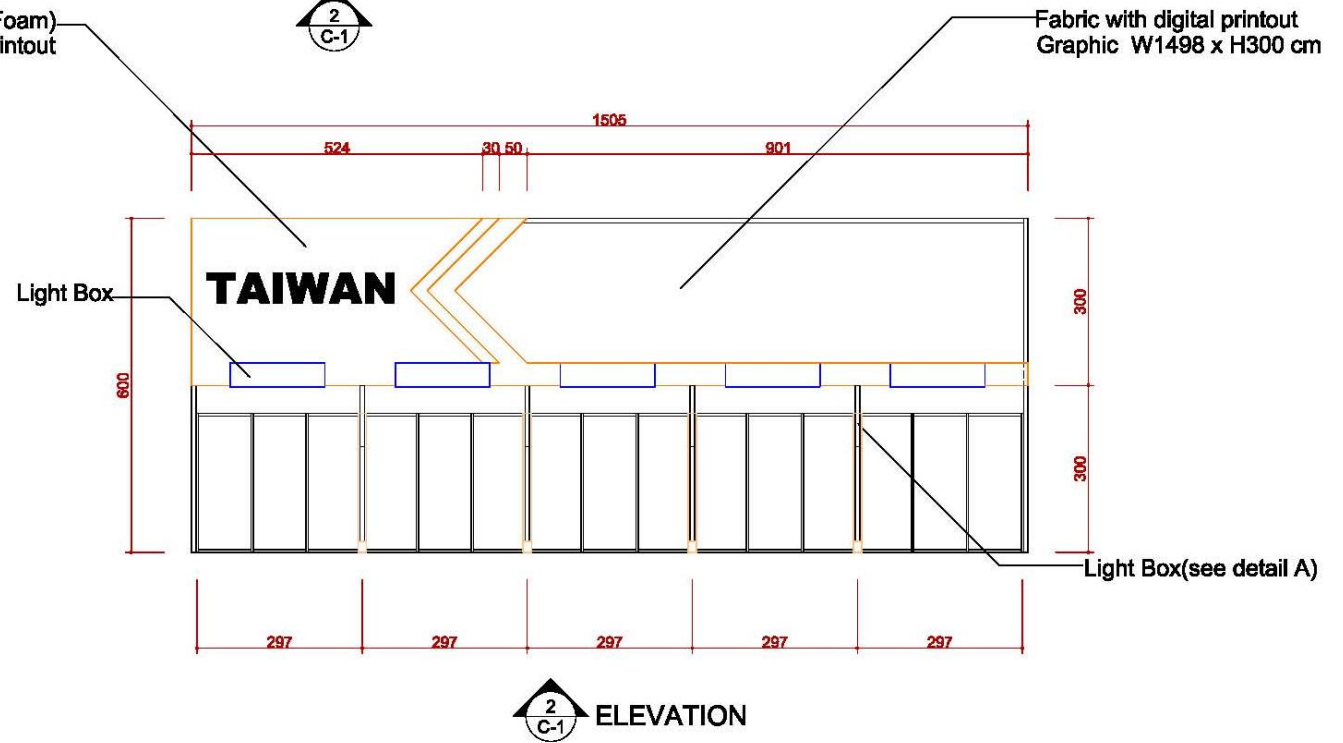 Foam)
intout
2
C-1
Fabric with digital printout
Graphic W1498 x H300 cm
1505
524
30 50
901
TAIWAN
Light Box
600
300
300
Light Box(see detail A)
297
297
297
297
297
2
C-1
ELEVATION